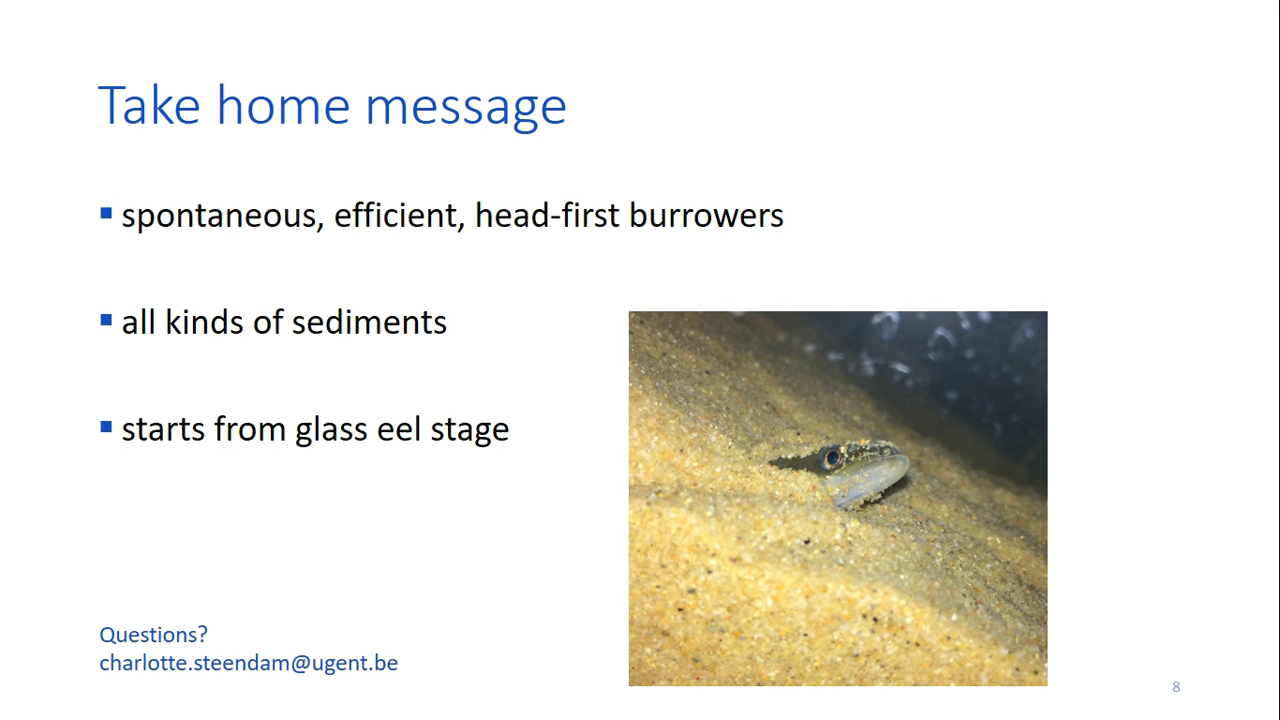 Take home message
spontaneous, efficient, head-first burrowers
all kinds of sediments
starts from glass eel stage
Questions?
charlotte.steendam@ugent.be
8